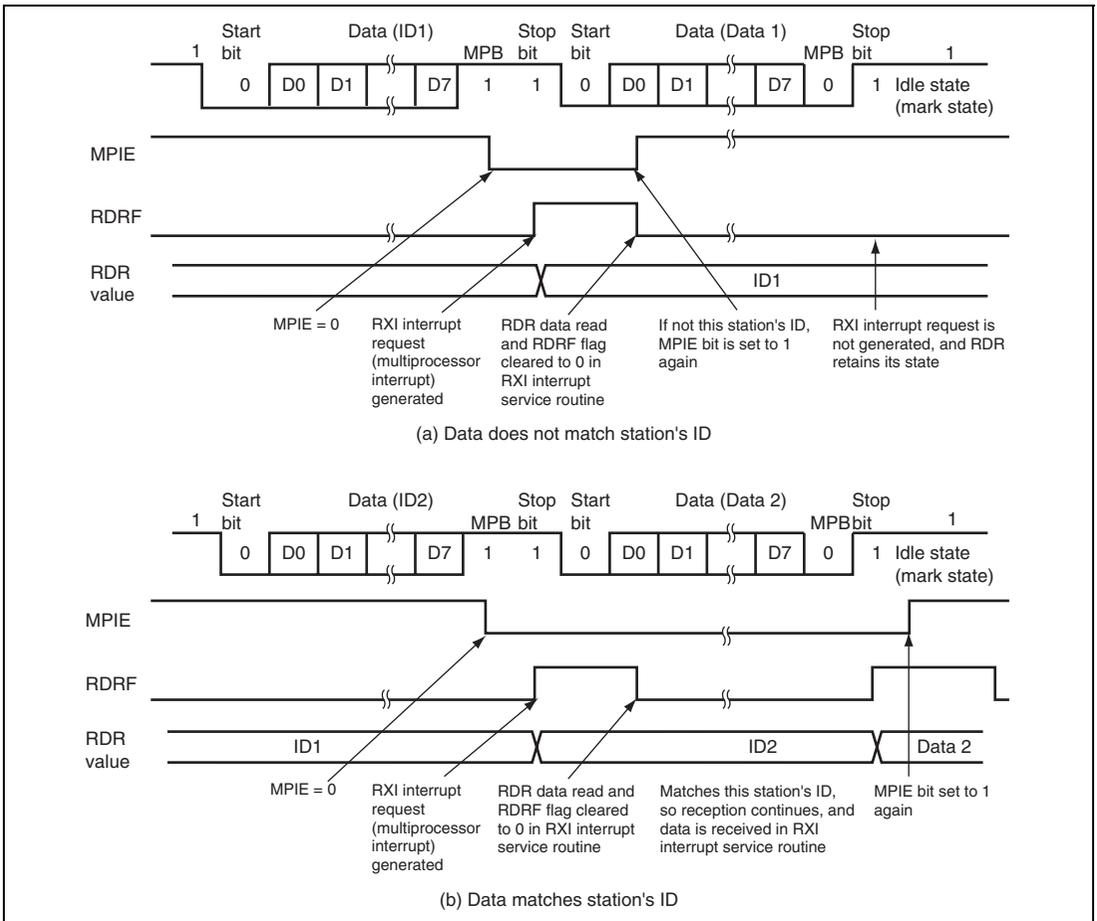 Start bit Data (ID1) MPB Stop bit Start bit Data (Data 1) MPB Stop bit
1 0 D0 D1 D7 1 1 0 D0 D1 D7 0 1 1
Idle state (mark state)
MPIE
RDRF
RDR value
ID1
MPIE = 0
RXI interrupt
request
(multiprocessor
interrupt)
generated
RDR data read
and RDRF flag
cleared to 0 in
RXI interrupt
service routine
If not this station's ID,
MPIE bit is set to 1
again
RXI interrupt request is
not generated, and RDR
retains its state
(a) Data does not match station's ID
Start bit Data (ID2) MPB Stop bit Start bit Data (Data 2) MPB Stop bit
1 0 D0 D1 D7 1 1 0 D0 D1 D7 0 1 1
Idle state (mark state)
MPIE
RDRF
RDR value
ID1 ID2 Data 2
MPIE = 0
RXI interrupt
request
(multiprocessor
interrupt)
generated
RDR data read and
RDRF flag cleared
to 0 in RXI interrupt
service routine
Matches this station's ID,
so reception continues, and
data is received in RXI
interrupt service routine
MPIE bit set to 1
again
(b) Data matches station's ID